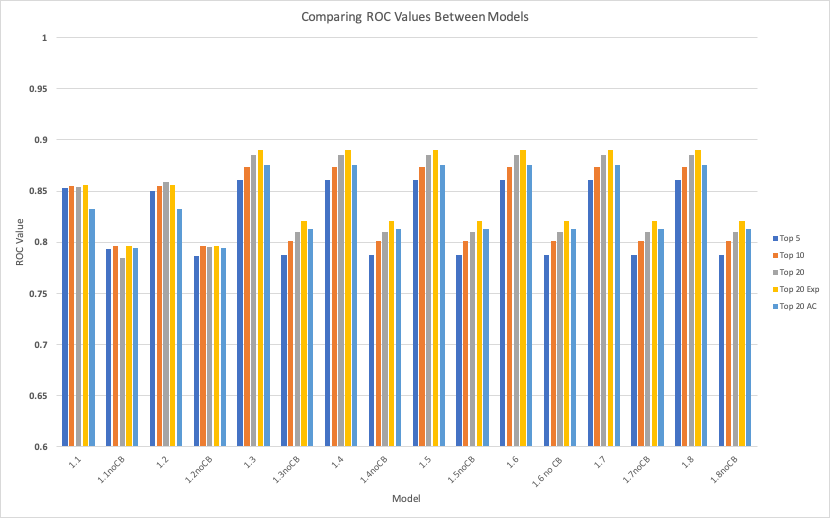 Comparing ROC Values Between Models
1
0.95
0.9
0.85
0.8
0.75
0.7
0.65
0.6
ROC Value
1.1
1.1noCB
1.2
1.2noCB
1.3
1.3noCB
1.4
1.4noCB
1.5
1.5noCB
1.6
1.6 no CB
1.7
1.7noCB
1.8
1.8noCB
Model
Top 5
Top 10
Top 20
Top 20 Exp
Top 20 AC